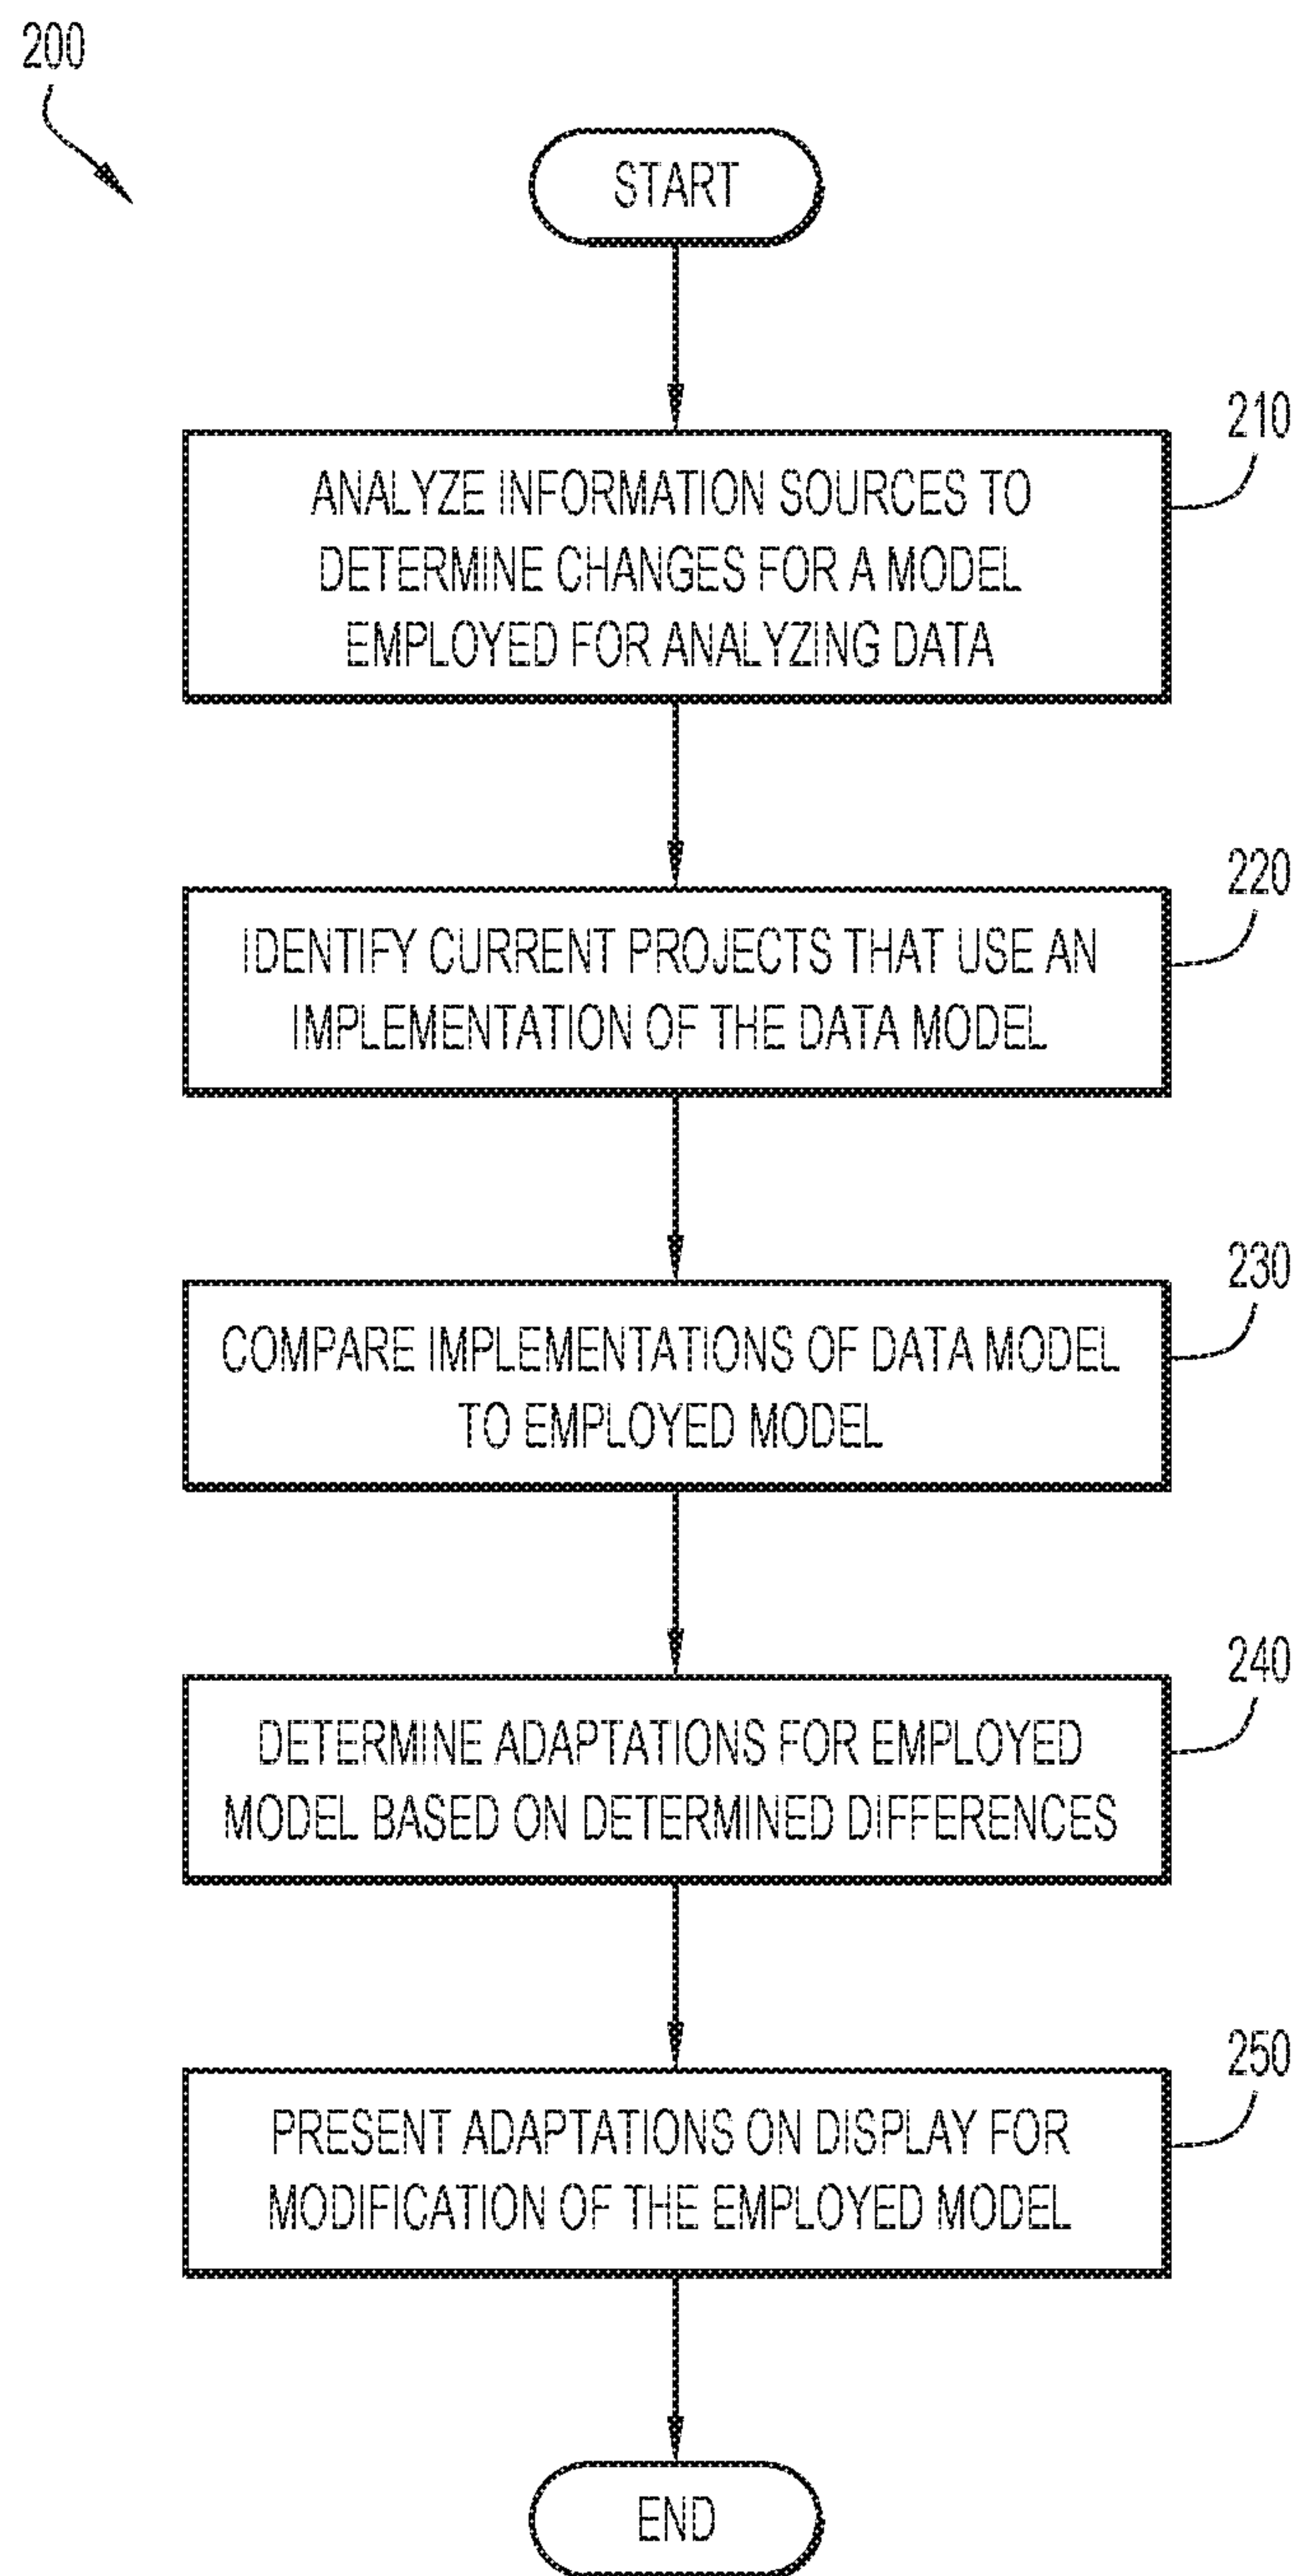 200
START
210
ANALYZE INFORMATION SOURCES TO
DETERMINE CHANGES FOR A MODEL
EMPLOYED FOR ANALYZING DATA
220
IDENTIFY CURRENT PROJECTS THAT USE AN
IMPLEMENTATION OF THE DATA MODEL
230
COMPARE IMPLEMENTATIONS OF DATA MODEL
TO EMPLOYED MODEL
240
DETERMINE ADAPTATIONS FOR EMPLOYED
MODEL BASED ON DETERMINED DIFFERENCES
250
PRESENT ADAPTATIONS ON DISPLAY FOR
MODIFICATION OF THE EMPLOYED MODEL
END